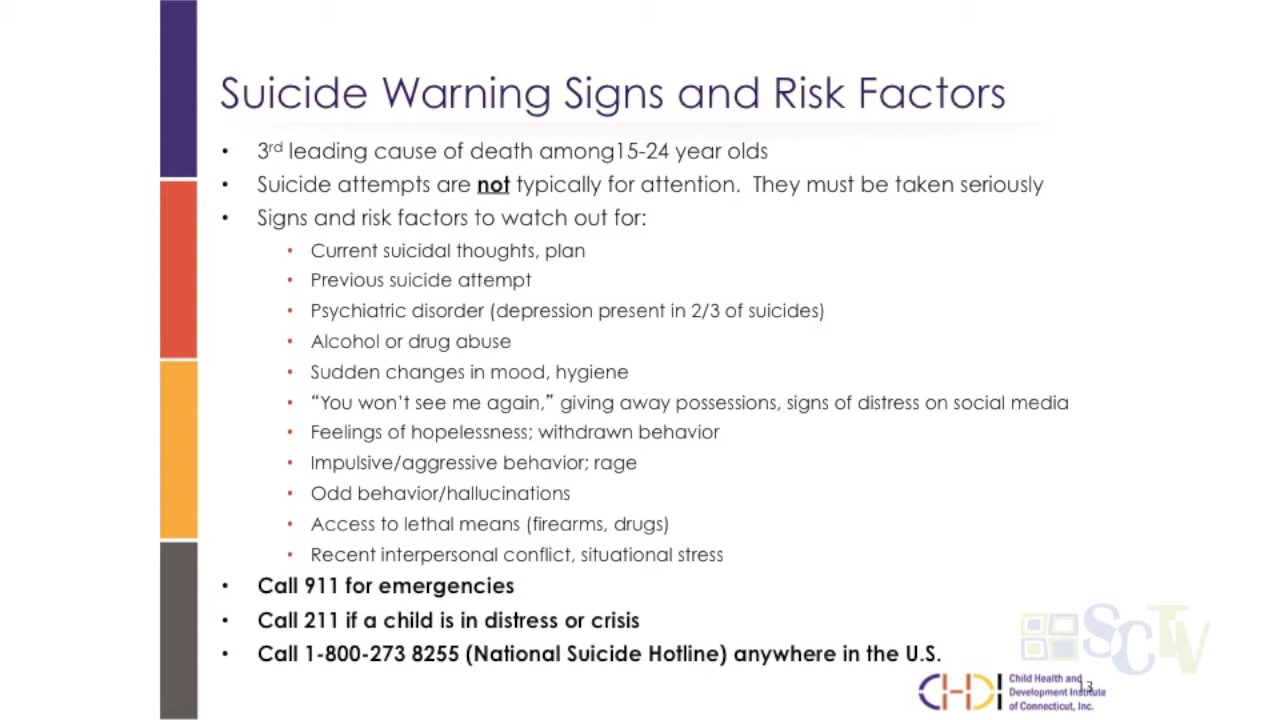 Suicide Warning Signs and Risk Factors
• 3rd leading cause of death among15-24 year olds
• Suicide attempts are not typically for attention. They must be taken seriously
• Signs and risk factors to watch out for:
• Current suicidal thoughts, plan
• Previous suicide attempt
• Psychiatric disorder (depression present in 2/3 of suicides)
• Alcohol or drug abuse
• Sudden changes in mood, hygiene
• “You won’t see me again,” giving away possessions, signs of distress on social media
• Feelings of hopelessness; withdrawn behavior
• Impulsive/aggressive behavior; rage
• Odd behavior/hallucinations
• Access to lethal means (firearms, drugs)
• Recent interpersonal conflict, situational stress
• Call 911 for emergencies
• Call 211 if a child is in distress or crisis
• Call 1-800-273 8255 (National Suicide Hotline) anywhere in the U.S.
SCTV
CHDI
Child Health and
Development Institute
of Connecticut, Inc.
13